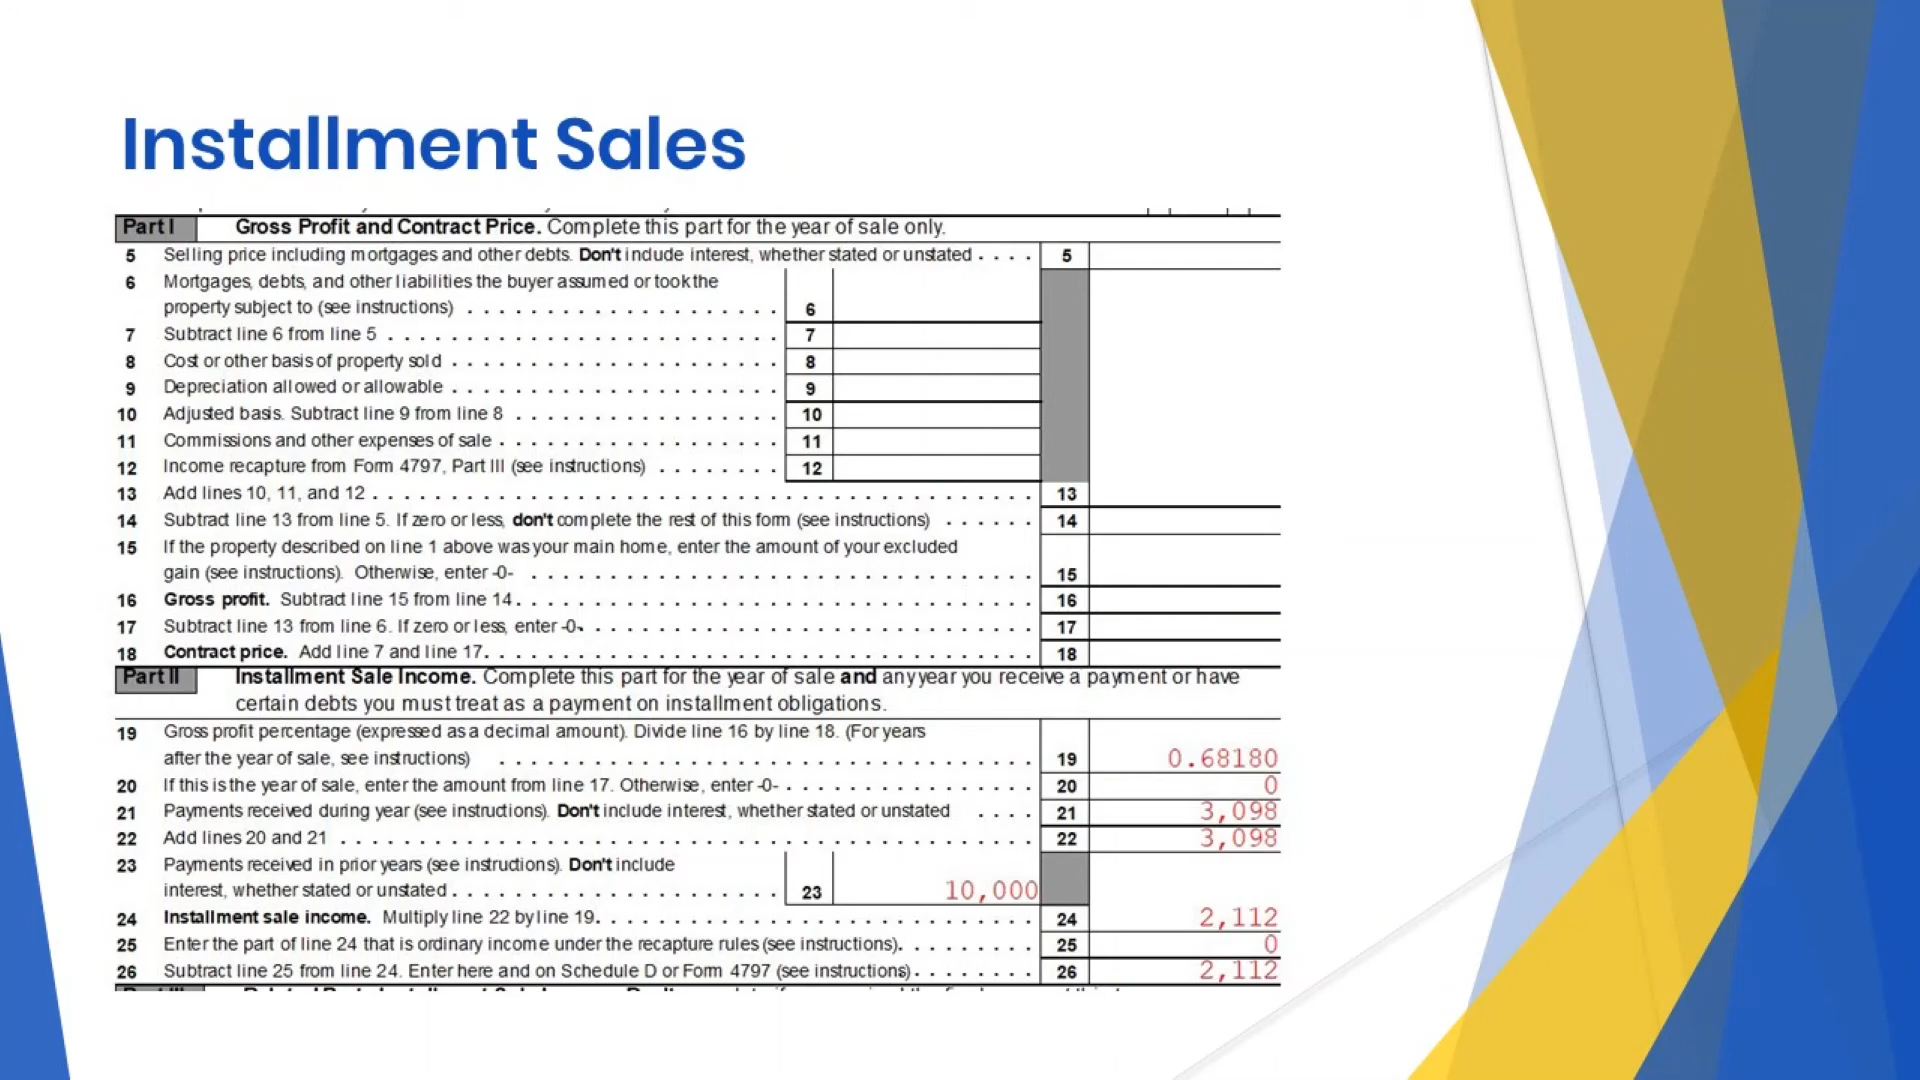 Installment Sales
Part I Gross Profit and Contract Price. Complete this part for the year of sale only.
5 Selling price including mortgages and other debts. Don't include interest, whether stated or unstated . . . . 5
6 Mortgages, debts, and other liabilities the buyer assumed or took the
property subject to (see instructions) . . . . . . . . . . . . . . . . . . . . 6
7 Subtract line 6 from line 5 . . . . . . . . . . . . . . . . . . . . . . . . . 7
8 Cost or other basis of property sold . . . . . . . . . . . . . . . . . . . . . 8
9 Depreciation allowed or allowable . . . . . . . . . . . . . . . . . . . . . 9
10 Adjusted basis. Subtract line 9 from line 8 . . . . . . . . . . . . . . . . . 10
11 Commissions and other expenses of sale . . . . . . . . . . . . . . . . . . 11
12 Income recapture from Form 4797, Part III (see instructions) . . . . . . . . 12
13 Add lines 10, 11, and 12 . . . . . . . . . . . . . . . . . . . . . . . . . . . . . . . . . . . . . . 13
14 Subtract line 13 from line 5. If zero or less, don't complete the rest of this form (see instructions) . . . . . . 14
15 If the property described on line 1 above was your main home, enter the amount of your excluded
gain (see instructions). Otherwise, enter -0- . . . . . . . . . . . . . . . . . . . . . . . . . . . . . 15
16 Gross profit. Subtract line 15 from line 14 . . . . . . . . . . . . . . . . . . . . . . . . . . . . . . 16
17 Subtract line 13 from line 6. If zero or less, enter -0- . . . . . . . . . . . . . . . . . . . . . . . . . . 17
18 Contract price. Add line 7 and line 17 . . . . . . . . . . . . . . . . . . . . . . . . . . . . . . . . 18
Part II Installment Sale Income. Complete this part for the year of sale and any year you receive a payment or have
certain debts you must treat as a payment on installment obligations.
19 Gross profit percentage (expressed as a decimal amount). Divide line 16 by line 18. (For years
after the year of sale, see instructions) . . . . . . . . . . . . . . . . . . . . . . . . . . . . . . . 19 0.68180
20 If this is the year of sale, enter the amount from line 17. Otherwise, enter -0- . . . . . . . . . . . . . . . 20 0
21 Payments received during year (see instructions). Don't include interest, whether stated or unstated . . . . 21 3,098
22 Add lines 20 and 21 . . . . . . . . . . . . . . . . . . . . . . . . . . . . . . . . . . . . . . . . 22 3,098
23 Payments received in prior years (see instructions). Don't include
interest, whether stated or unstated . . . . . . . . . . . . . . . . . . . . . 23 10,000
24 Installment sale income. Multiply line 22 by line 19 . . . . . . . . . . . . . . . . . . . . . . . . . . 24 2,112
25 Enter the part of line 24 that is ordinary income under the recapture rules (see instructions) . . . . . . . . . 25 0
26 Subtract line 25 from line 24. Enter here and on Schedule D or Form 4797 (see instructions) . . . . . . . . 26 2,112